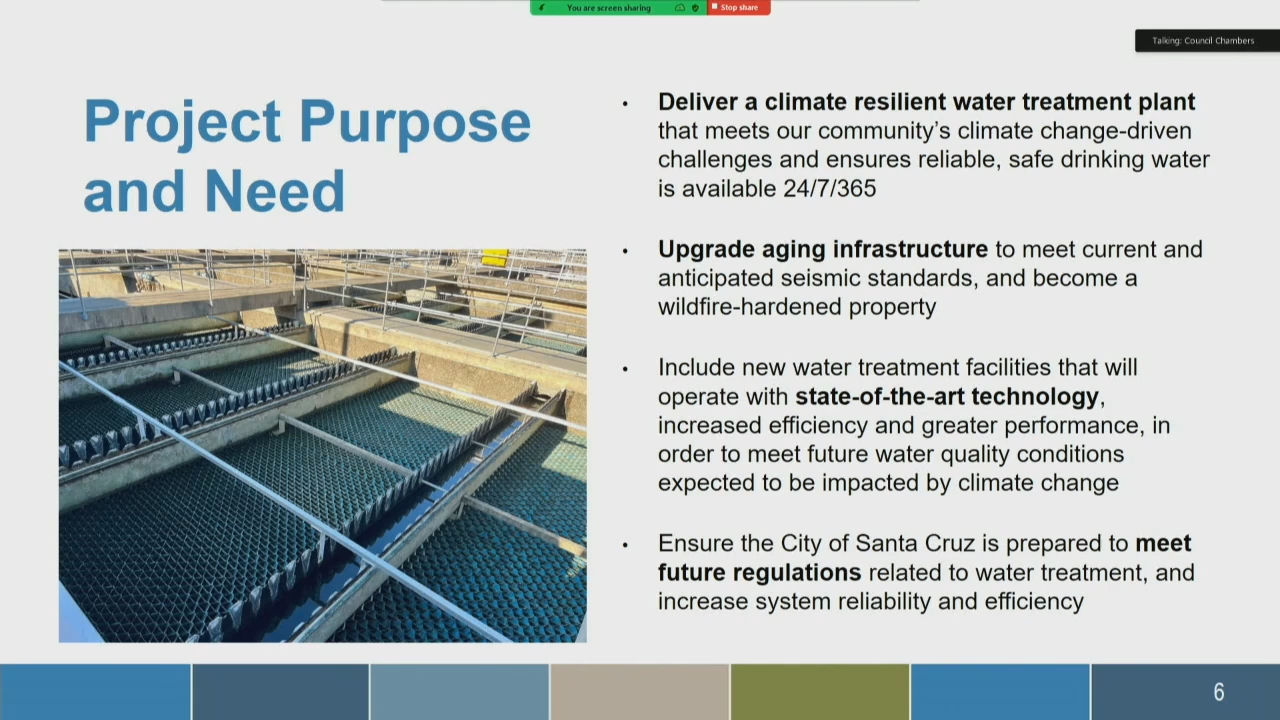 You are screen sharing
Stop share
Talking: Council Chambers
Project Purpose
and Need
• Deliver a climate resilient water treatment plant
that meets our community’s climate change-driven
challenges and ensures reliable, safe drinking water
is available 24/7/365
• Upgrade aging infrastructure to meet current and
anticipated seismic standards, and become a
wildfire-hardened property
• Include new water treatment facilities that will
operate with state-of-the-art technology,
increased efficiency and greater performance, in
order to meet future water quality conditions
expected to be impacted by climate change
• Ensure the City of Santa Cruz is prepared to meet
future regulations related to water treatment, and
increase system reliability and efficiency
6